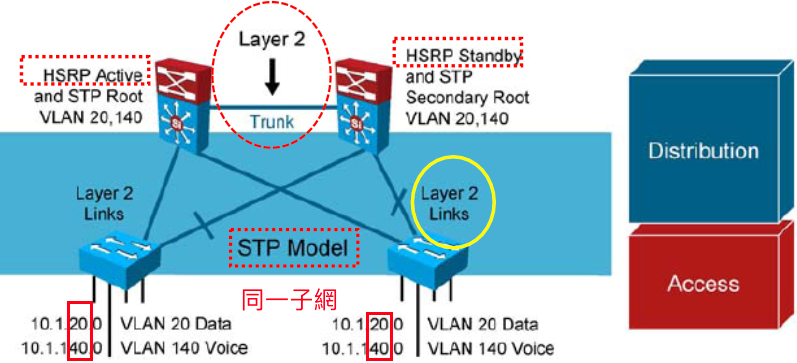 Layer 2
HSRP Active
and STP Root
VLAN 20,140
HSRP Standby
and STP
Secondary Root
VLAN 20,140
Si
Trunk
Si
Layer 2
Links
Layer 2
Links
STP Model
同一子網
10.1.20.0 VLAN 20 Data
10.1.140.0 VLAN 140 Voice
10.1.20.0 VLAN 20 Data
10.1.140.0 VLAN 140 Voice
Distribution
Access